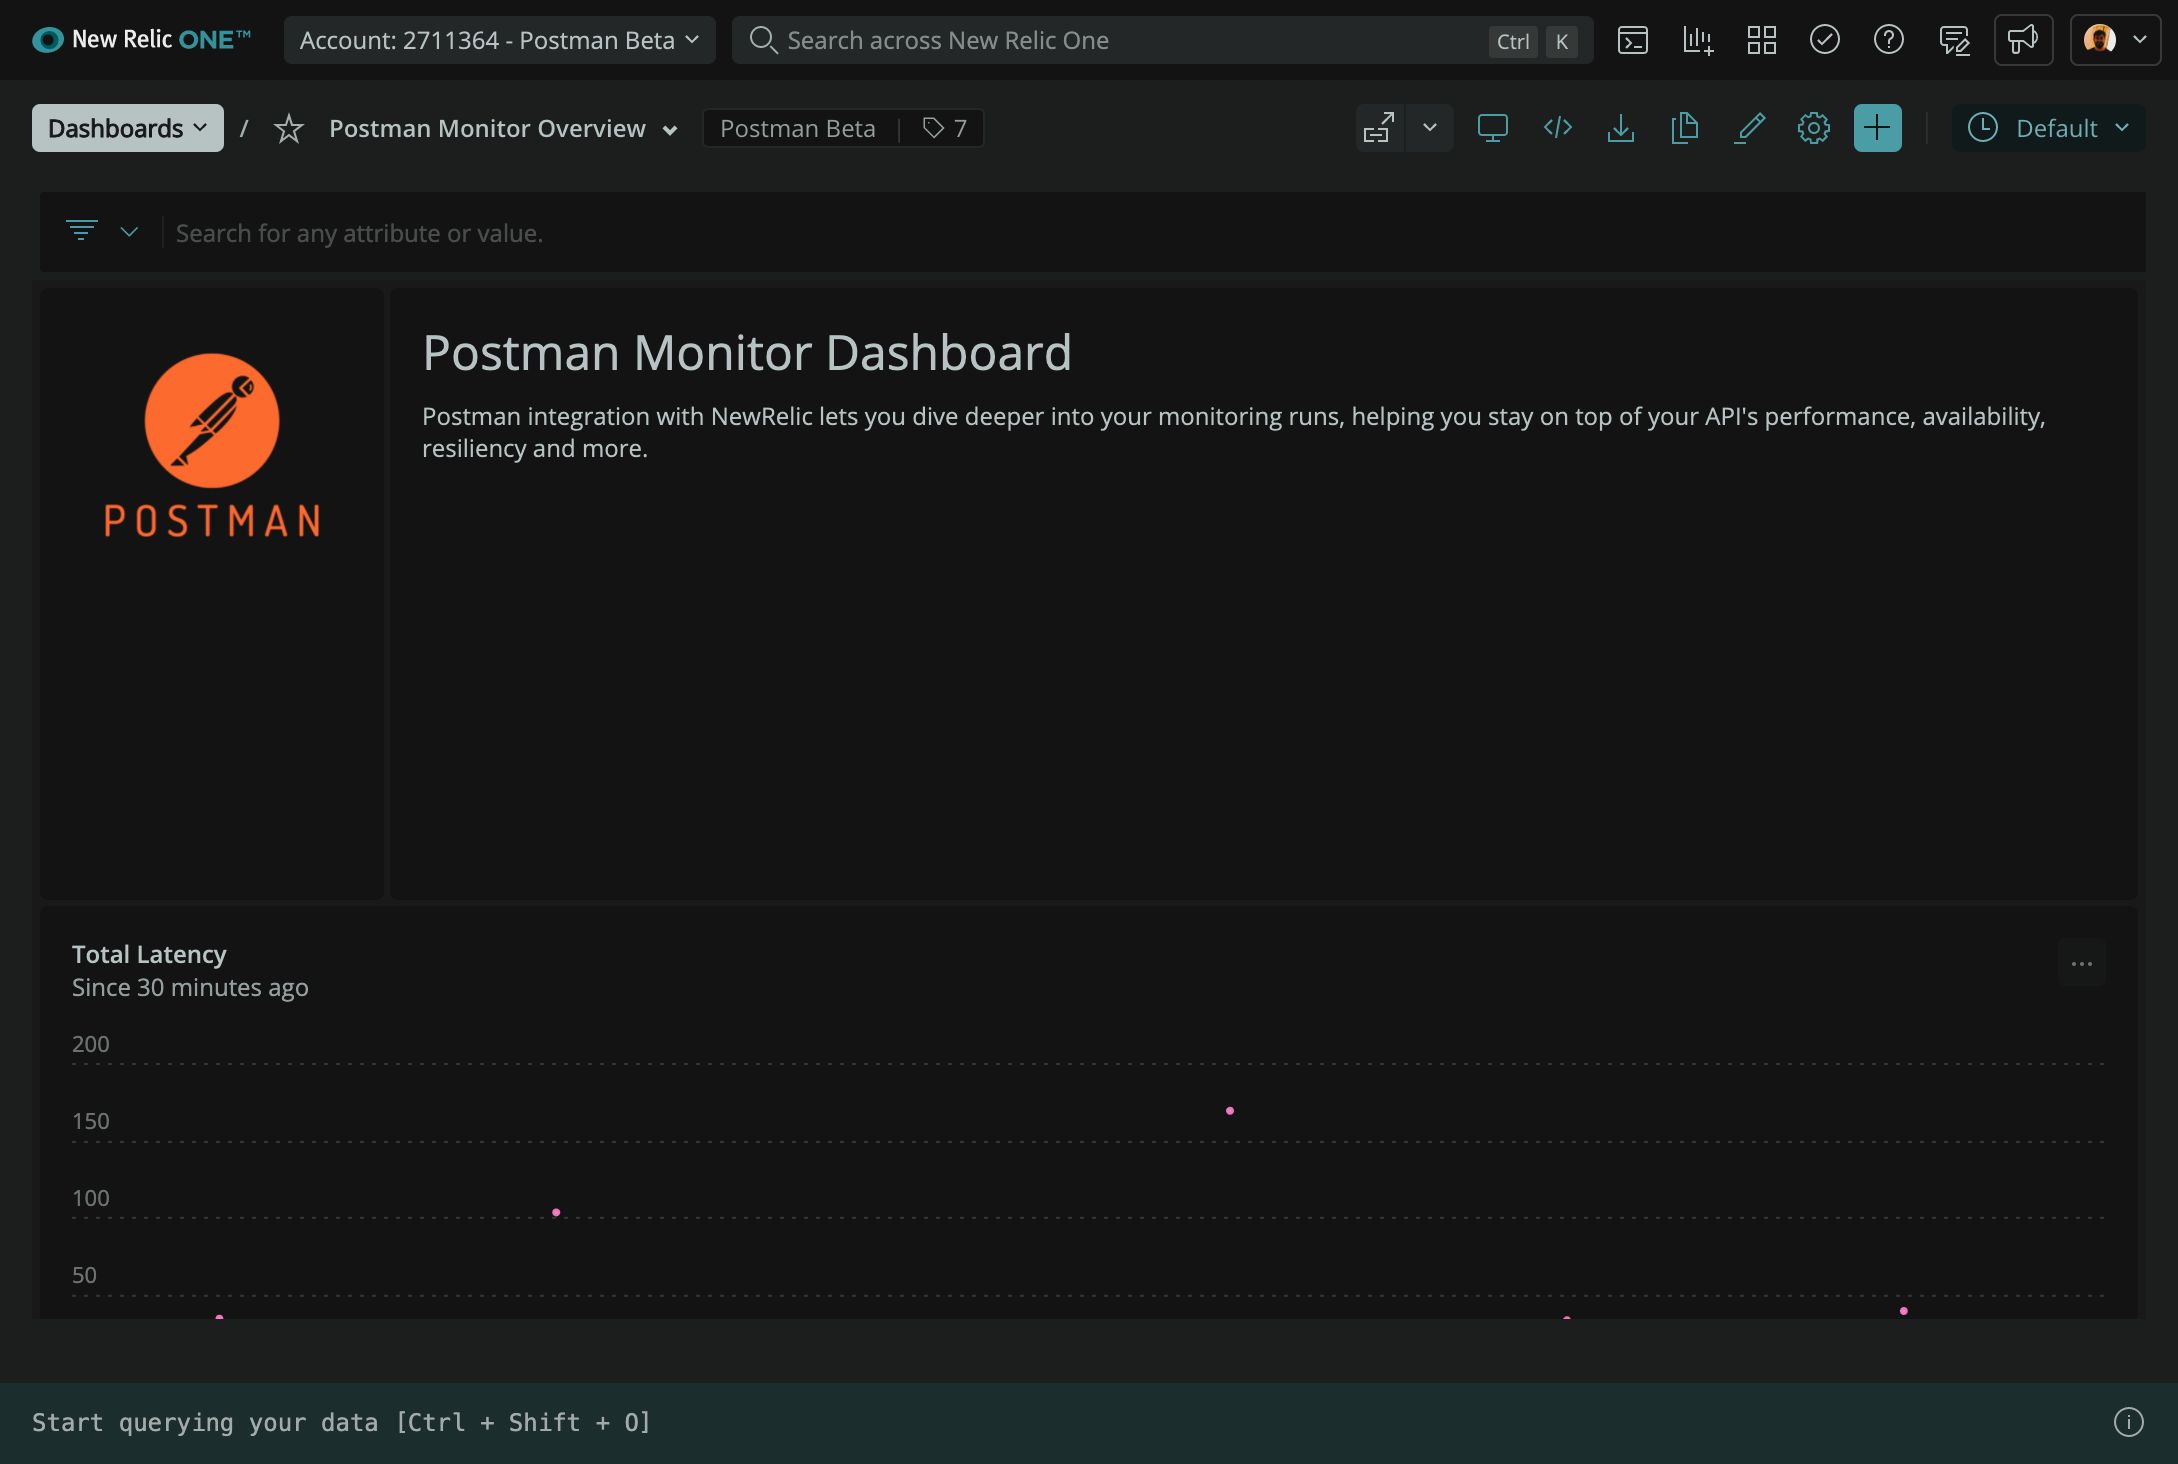 New Relic ONE™
Account: 2711364 - Postman Beta
Search across New Relic One
Ctrl K
Dashboards / Postman Monitor Overview
Postman Beta | 7
Default
Search for any attribute or value.
POSTMAN
Postman Monitor Dashboard
Postman integration with NewRelic lets you dive deeper into your monitoring runs, helping you stay on top of your API's performance, availability,
resiliency and more.
Total Latency
Since 30 minutes ago
200
150
100
50
Start querying your data [Ctrl + Shift + O]